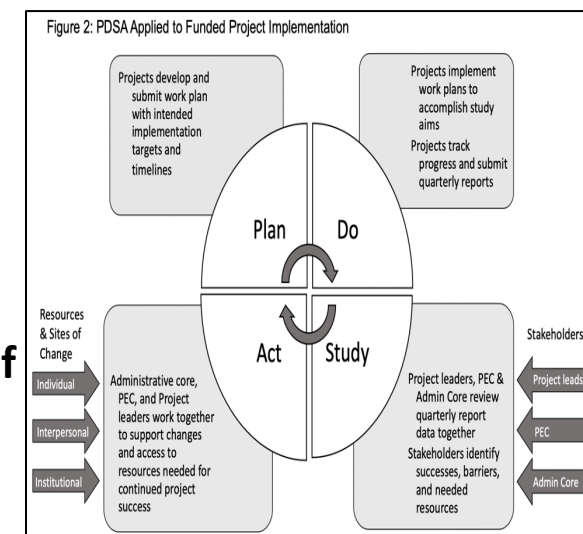 Figure 2: PDSA Applied to Funded Project Implementation
Projects develop and
submit work plan
with intended
implementation
targets and
timelines
Projects implement
work plans to
accomplish study
aims
Projects track
progress and submit
quarterly reports
Plan
Do
Act
Study
Resources
& Sites of
Change
Individual
Interpersonal
Institutional
f
Administrative core,
PEC, and Project
leaders work together
to support changes
and access to
resources needed for
continued project
success
Project leaders, PEC &
Admin Core review
quarterly report
data together
Stakeholders identify
successes, barriers,
and needed
resources
Stakeholders
Project leads
PEC
Admin Core